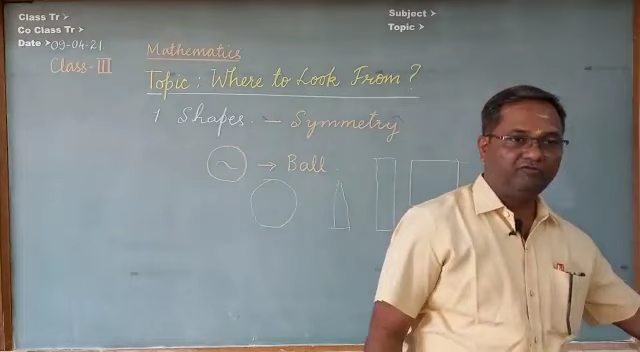 Class Tr >
Co Class Tr >
Date > 09-04-21
Subject >
Topic >
Class-III
Mathematics
Topic : Where to Look From ?
1 Shapes. — Symmetry
→ Ball.